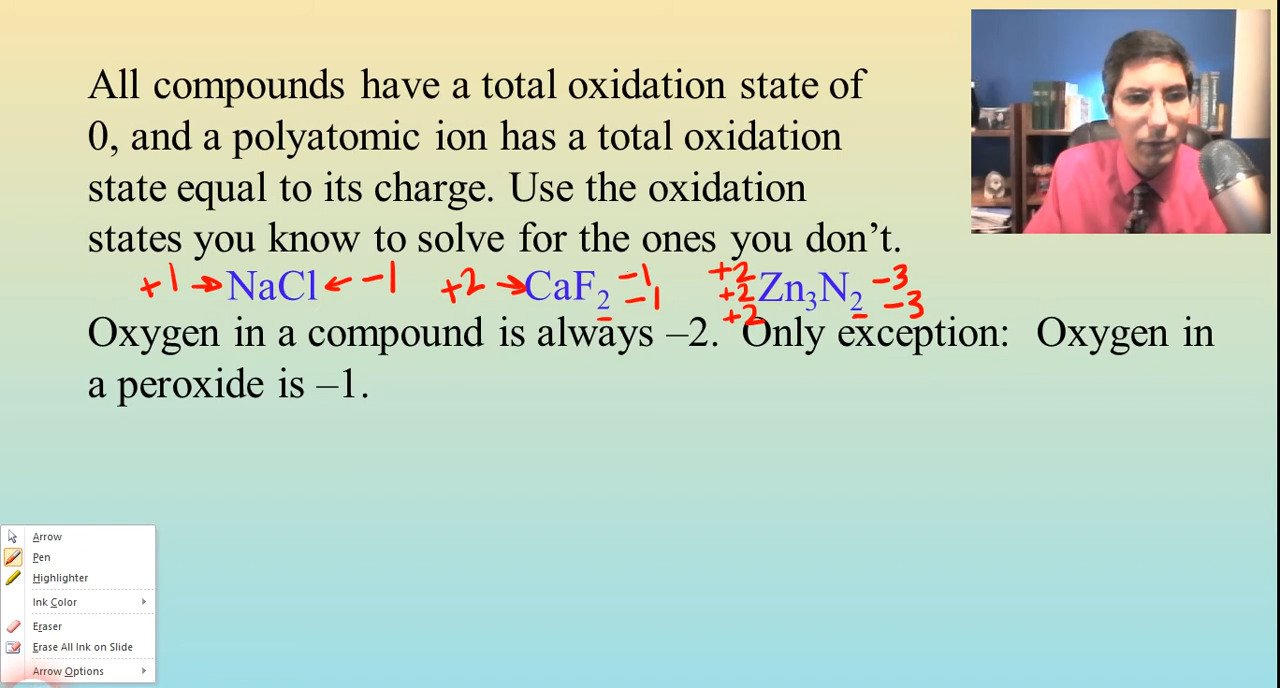 All compounds have a total oxidation state of
0, and a polyatomic ion has a total oxidation
state equal to its charge. Use the oxidation
states you know to solve for the ones you don’t.
+1 → NaCl ← -1 +2 → CaF₂ -1 -1 +2 +2 +2 Zn₃N₂ -3 -3
Oxygen in a compound is always –2. Only exception: Oxygen in
a peroxide is –1.
Arrow
Pen
Highlighter
Ink Color
Eraser
Erase All Ink on Slide
Arrow Options